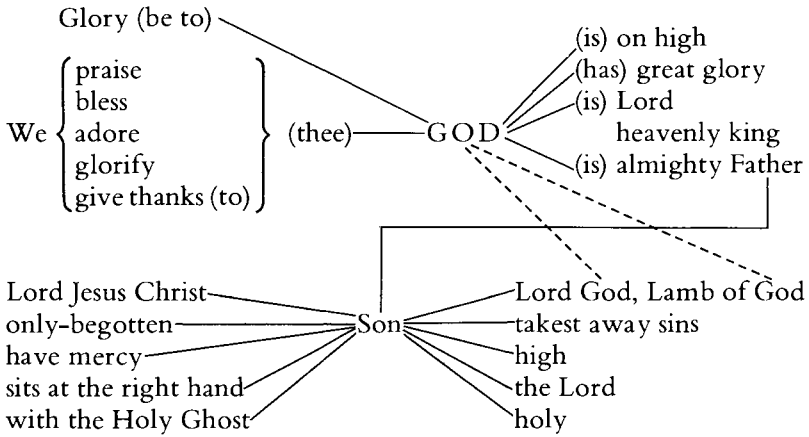 Glory (be to)
We
praise
bless
adore
glorify
give thanks (to)
(thee)
GOD
(is) on high
(has) great glory
(is) Lord
heavenly king
(is) almighty Father
Lord Jesus Christ
only-begotten
have mercy
sits at the right hand
with the Holy Ghost
Son
Lord God, Lamb of God
takest away sins
high
the Lord
holy